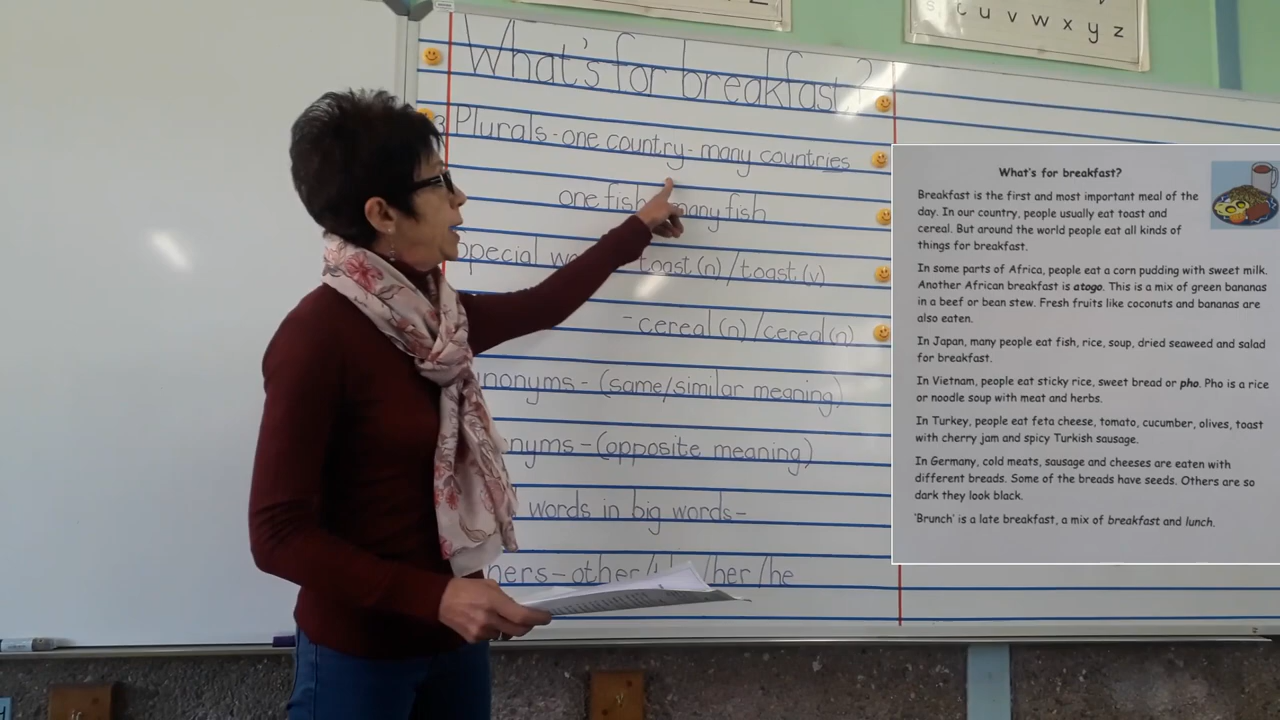 s t u v w x y z
What's for breakfast?
3 Plurals - one country - many countries
one fish many fish
Special toast (n) / toast (v)
- cereal (n) / cereal (n)
nonyms - (same/similar meaning)
onyms - (opposite meaning)
words in big words -
hers - other / her / he
What's for breakfast?
Breakfast is the first and most important meal of the
day. In our country, people usually eat toast and
cereal. But around the world people eat all kinds of
things for breakfast.
In some parts of Africa, people eat a corn pudding with sweet milk.
Another African breakfast is atogo. This is a mix of green bananas
in a beef or bean stew. Fresh fruits like coconuts and bananas are
also eaten.
In Japan, many people eat fish, rice, soup, dried seaweed and salad
for breakfast.
In Vietnam, people eat sticky rice, sweet bread or pho. Pho is a rice
or noodle soup with meat and herbs.
In Turkey, people eat feta cheese, tomato, cucumber, olives, toast
with cherry jam and spicy Turkish sausage.
In Germany, cold meats, sausage and cheeses are eaten with
different breads. Some of the breads have seeds. Others are so
dark they look black.
'Brunch' is a late breakfast, a mix of breakfast and lunch.